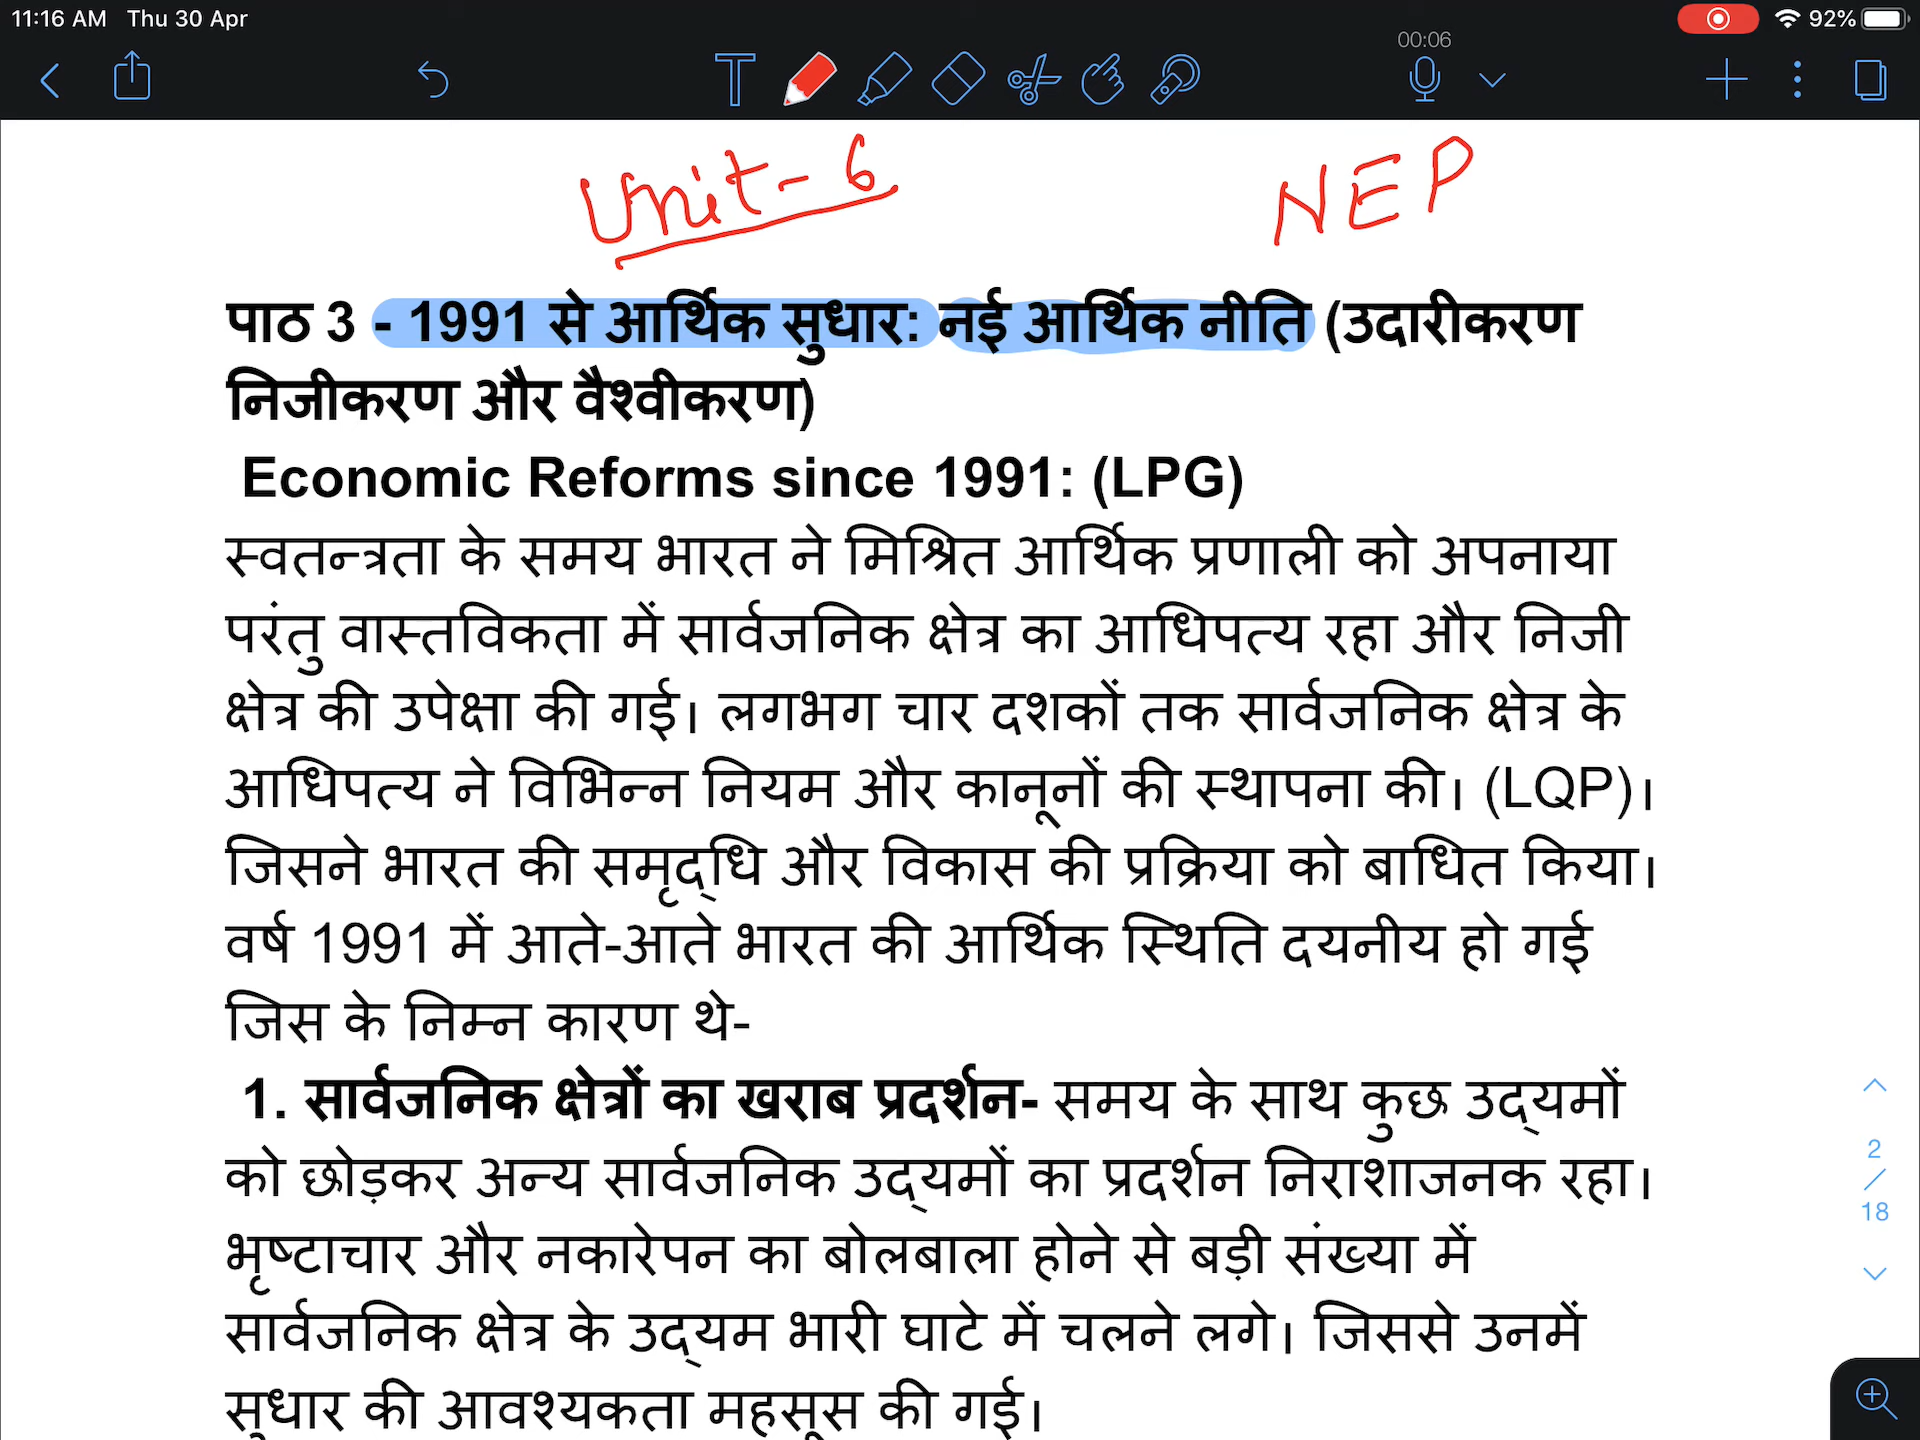 11:16 AM Thu 30 Apr
92%
00:06
Unit - 6
NEP
पाठ 3 - 1991 से आर्थिक सुधार: नई आर्थिक नीति (उदारीकरण
निजीकरण और वैश्वीकरण)
Economic Reforms since 1991: (LPG)
स्वतन्त्रता के समय भारत ने मिश्रित आर्थिक प्रणाली को अपनाया
परंतु वास्तविकता में सार्वजनिक क्षेत्र का आधिपत्य रहा और निजी
क्षेत्र की उपेक्षा की गई। लगभग चार दशकों तक सार्वजनिक क्षेत्र के
आधिपत्य ने विभिन्न नियम और कानूनों की स्थापना की। (LQP)।
जिसने भारत की समृद्धि और विकास की प्रक्रिया को बाधित किया।
वर्ष 1991 में आते-आते भारत की आर्थिक स्थिति दयनीय हो गई
जिस के निम्न कारण थे-
1. सार्वजनिक क्षेत्रों का खराब प्रदर्शन- समय के साथ कुछ उद्यमों
को छोड़कर अन्य सार्वजनिक उद्यमों का प्रदर्शन निराशाजनक रहा।
भृष्टाचार और नकारेपन का बोलबाला होने से बड़ी संख्या में
सार्वजनिक क्षेत्र के उद्यम भारी घाटे में चलने लगे। जिससे उनमें
सुधार की आवश्यकता महसूस की गई।
2
/
18